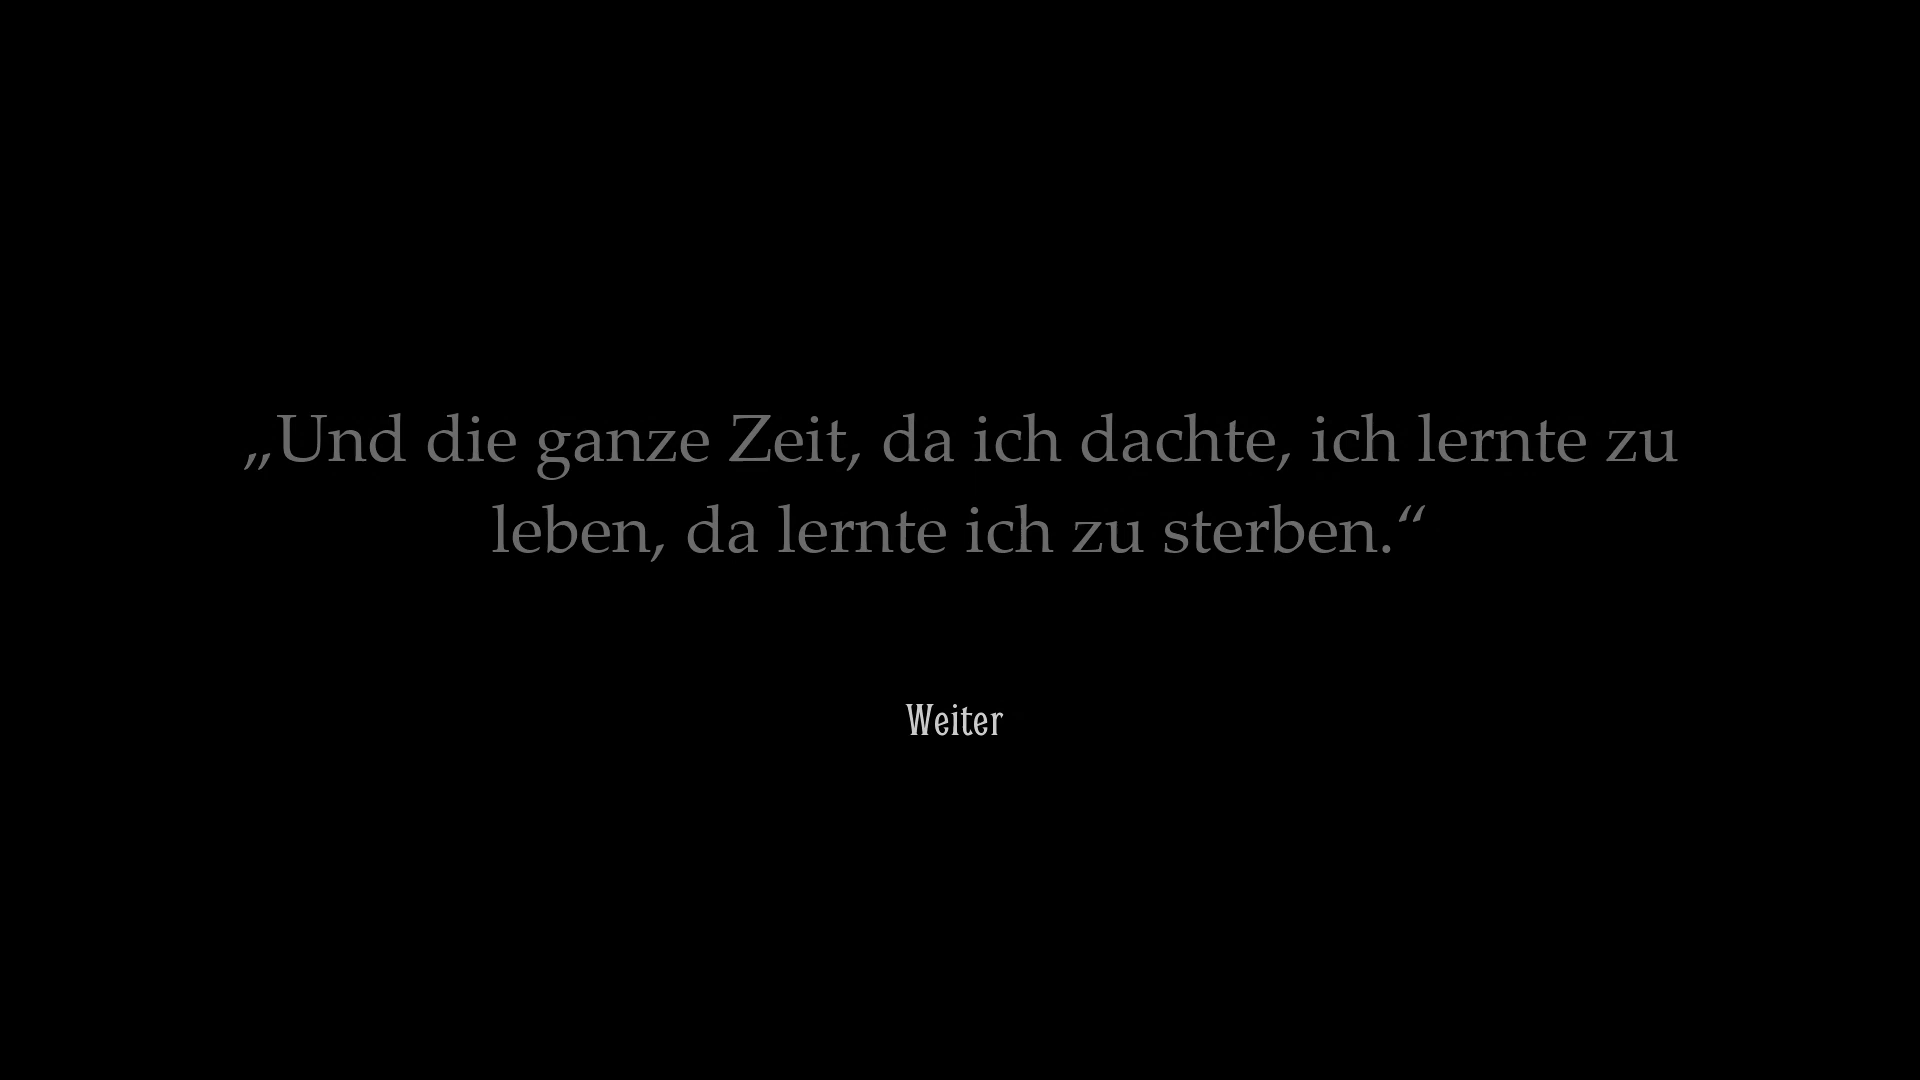 „Und die ganze Zeit, da ich dachte, ich lernte zu
leben, da lernte ich zu sterben.“
Weiter